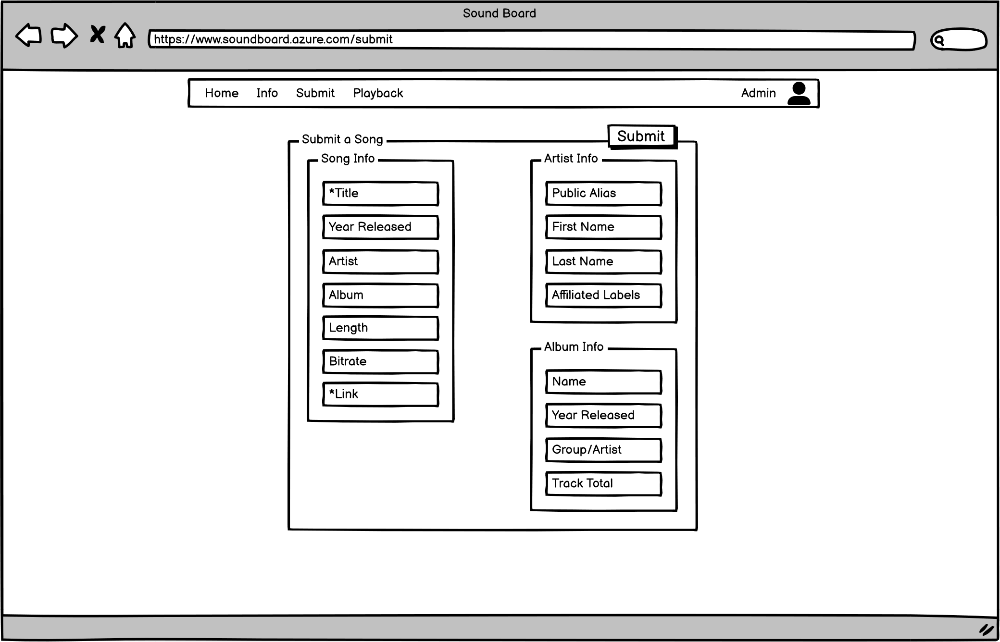 Sound Board
https://www.soundboard.azure.com/submit
Home Info Submit Playback Admin
Submit a Song
Submit
Song Info
*Title
Year Released
Artist
Album
Length
Bitrate
*Link
Artist Info
Public Alias
First Name
Last Name
Affiliated Labels
Album Info
Name
Year Released
Group/Artist
Track Total